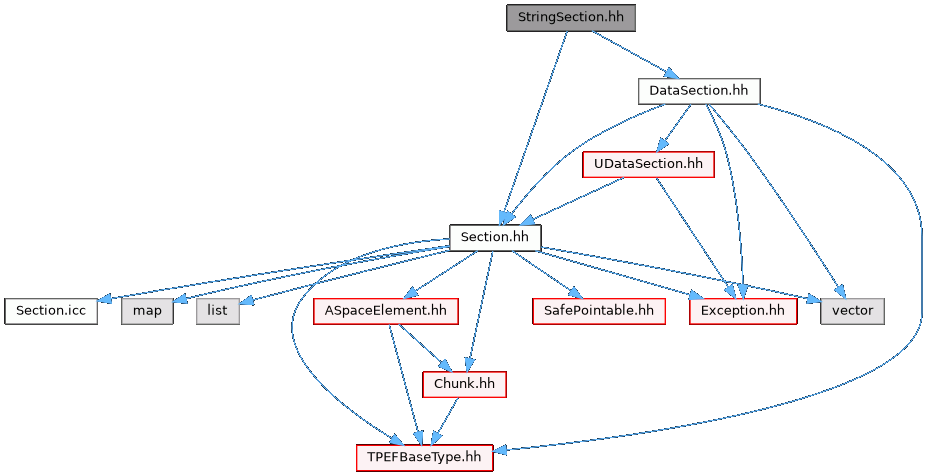 StringSection.hh
DataSection.hh
UDataSection.hh
Section.hh
Section.icc
map
list
ASpaceElement.hh
SafePointable.hh
Exception.hh
vector
Chunk.hh
TPEFBaseType.hh